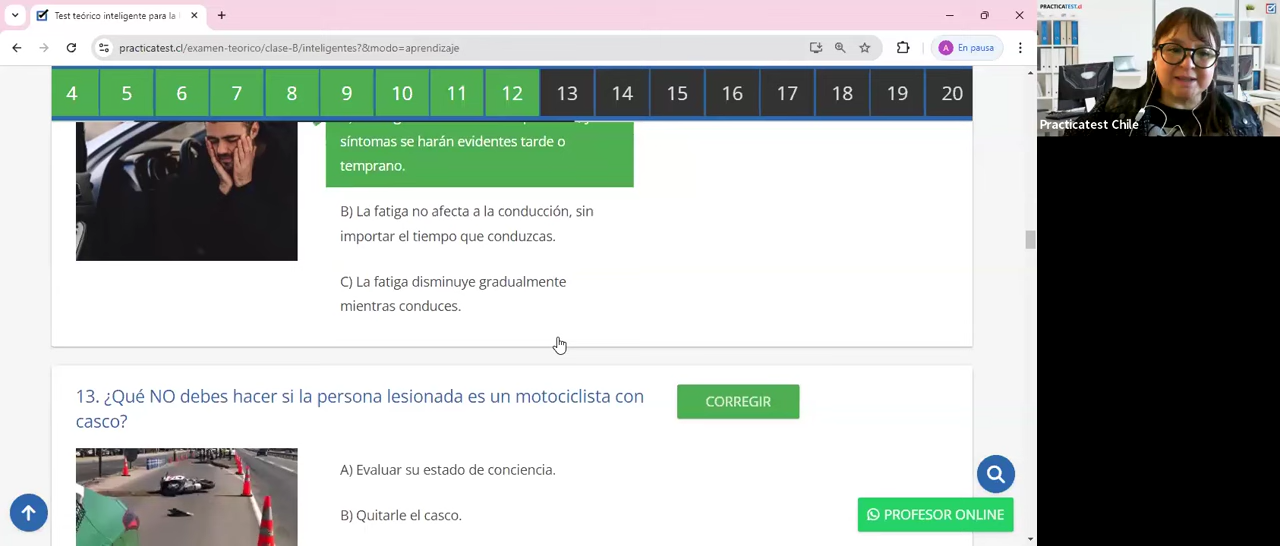 Test teórico inteligente para la
practicatest.cl/examen-teorico/clase-B/inteligentes?&modo=aprendizaje
A En pausa
4 5 6 7 8 9 10 11 12 13 14 15 16 17 18 19 20
síntomas se harán evidentes tarde o
temprano.
B) La fatiga no afecta a la conducción, sin
importar el tiempo que conduzcas.
C) La fatiga disminuye gradualmente
mientras conduces.
13. ¿Qué NO debes hacer si la persona lesionada es un motociclista con
casco?
CORREGIR
A) Evaluar su estado de conciencia.
B) Quitarle el casco.
PROFESOR ONLINE
PRACTICATEST.cl
Practicatest Chile